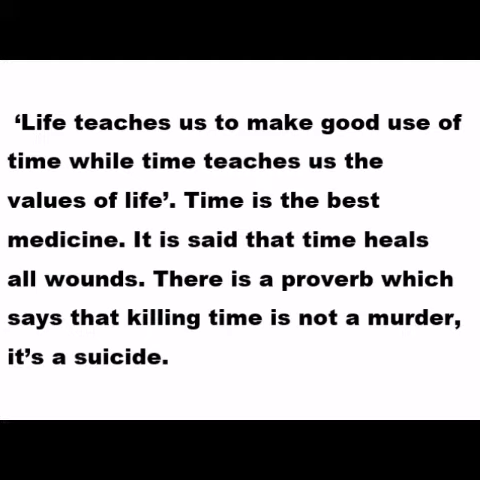 ‘Life teaches us to make good use of
time while time teaches us the
values of life’. Time is the best
medicine. It is said that time heals
all wounds. There is a proverb which
says that killing time is not a murder,
it’s a suicide.